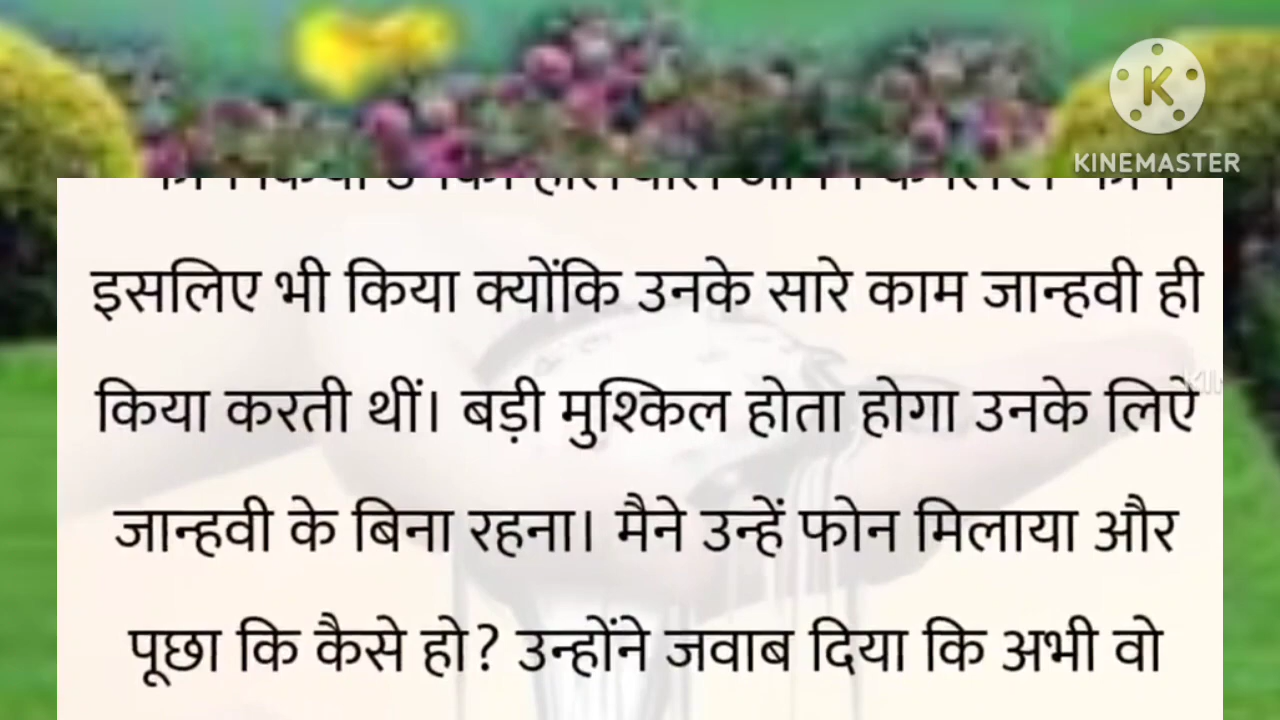 KINEMASTER
इसलिए भी किया क्योंकि उनके सारे काम जान्हवी ही
किया करती थीं। बड़ी मुश्किल होता होगा उनके लिऐ
जान्हवी के बिना रहना। मैने उन्हें फोन मिलाया और
पूछा कि कैसे हो? उन्होंने जवाब दिया कि अभी वो